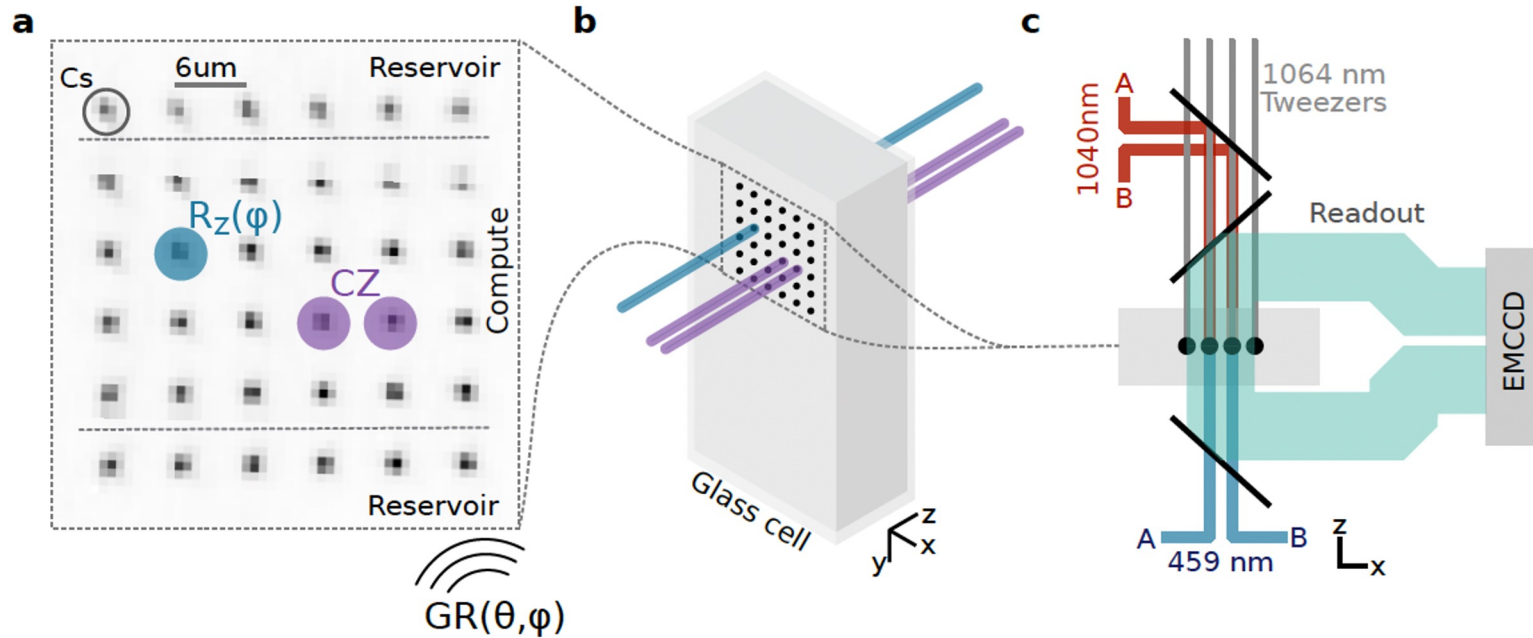 a
Cs
6um
Reservoir
Rz(φ)
CZ
Compute
Reservoir
GR(θ,φ)
b
Glass cell
z
x
y
c
A
1040nm
B
1064 nm
Tweezers
Readout
EMCCD
A
B
459 nm
z
x